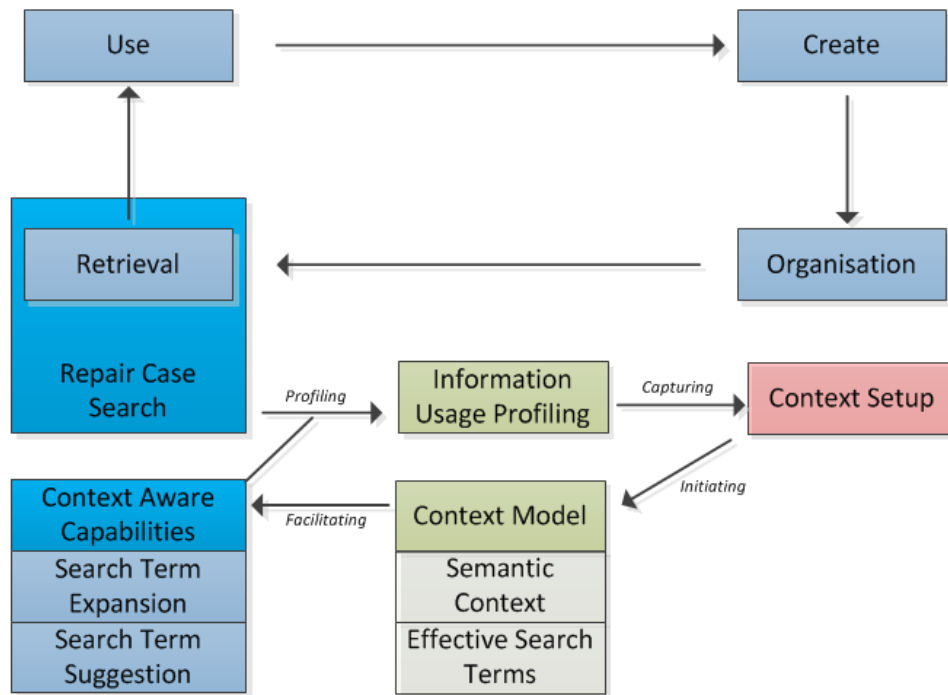 Use
Create
Retrieval
Organisation
Repair Case
Search
Profiling
Information
Usage Profiling
Capturing
Context Setup
Initiating
Context Aware
Capabilities
Facilitating
Context Model
Search Term
Expansion
Semantic
Context
Search Term
Suggestion
Effective Search
Terms